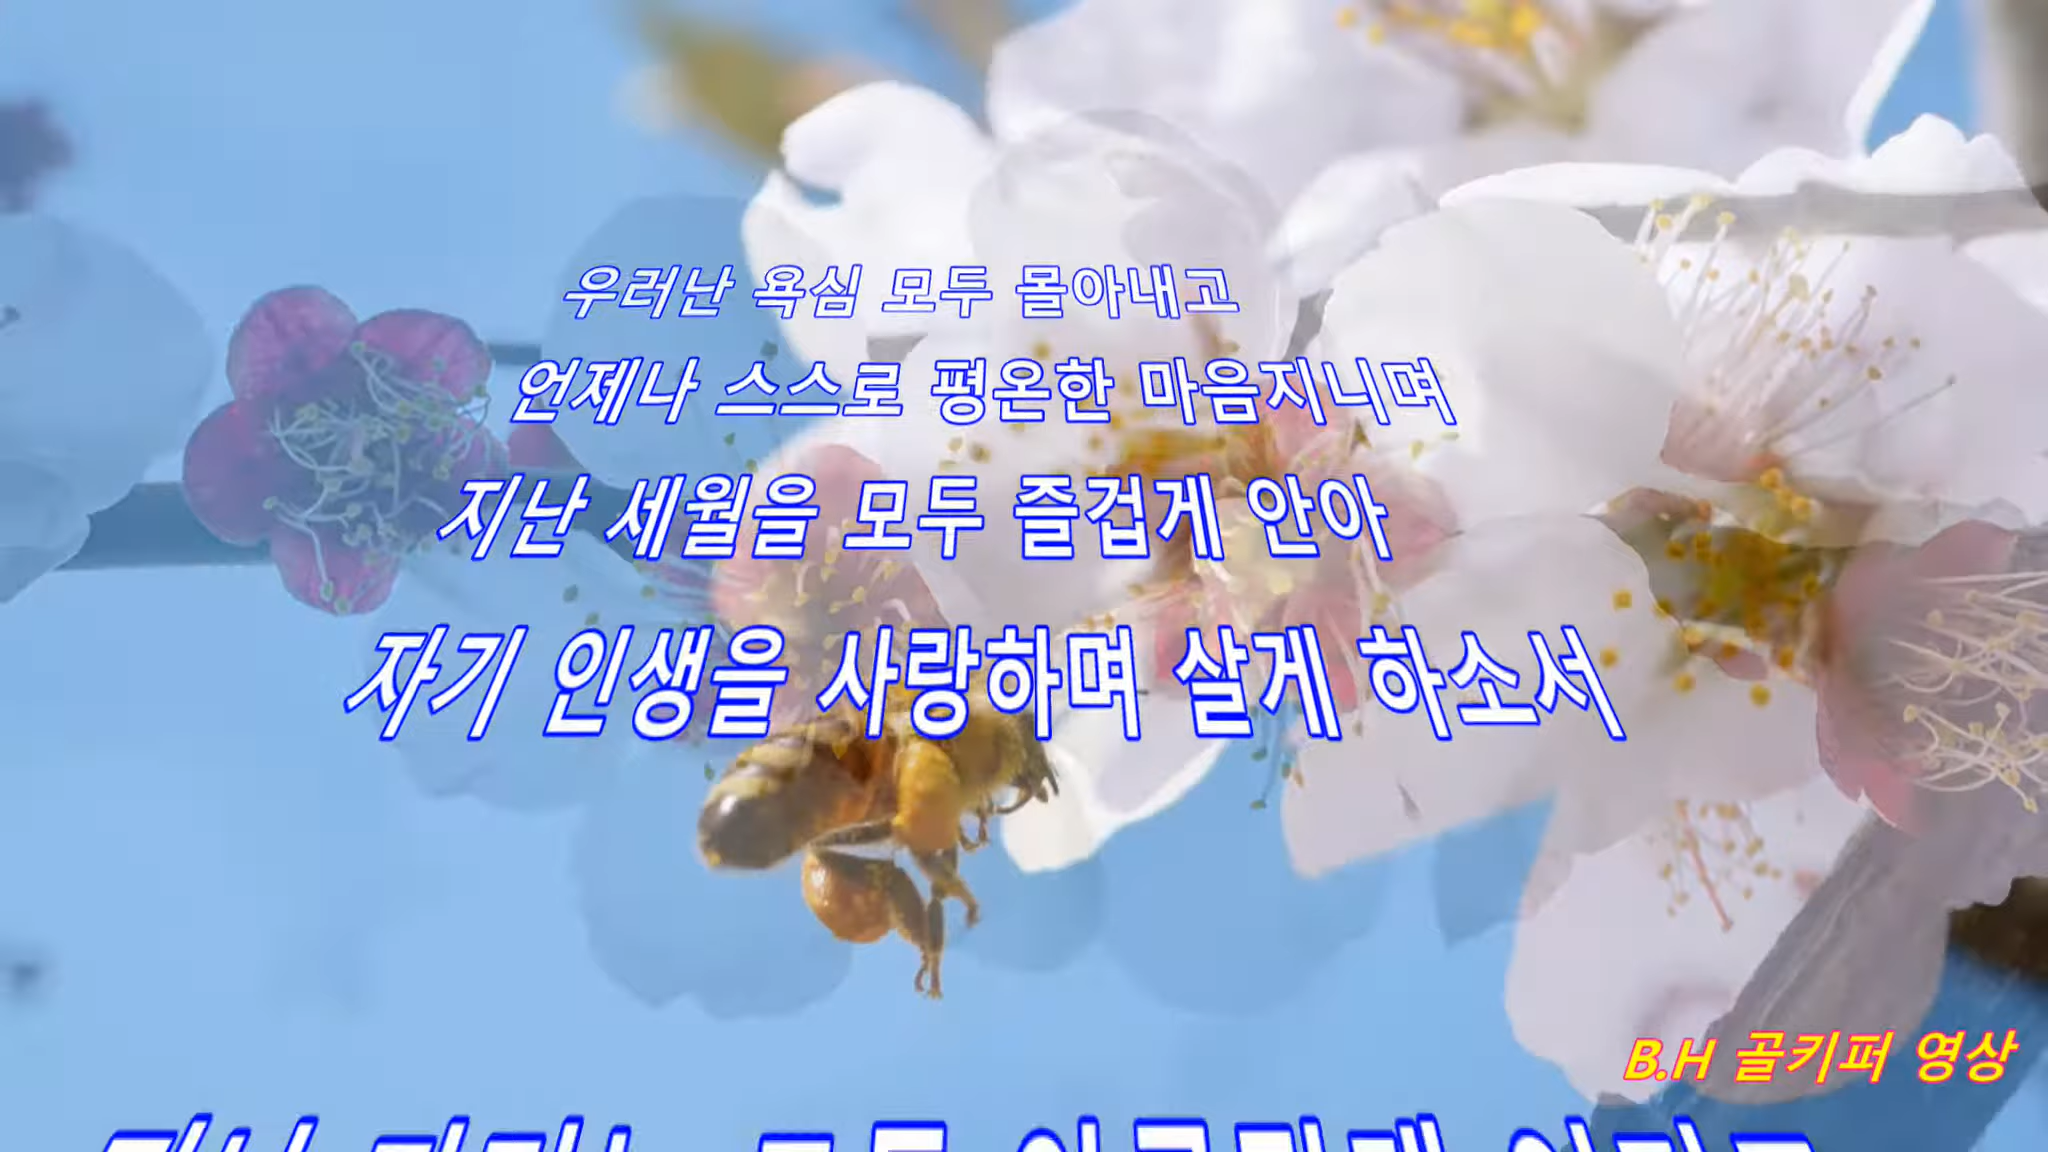 우러난 욕심 모두 몰아내고
언제나 스스로 평온한 마음지니며
지난 세월을 모두 즐겁게 안아
자기 인생을 사랑하며 살게 하소서
B.H 골키퍼 영상